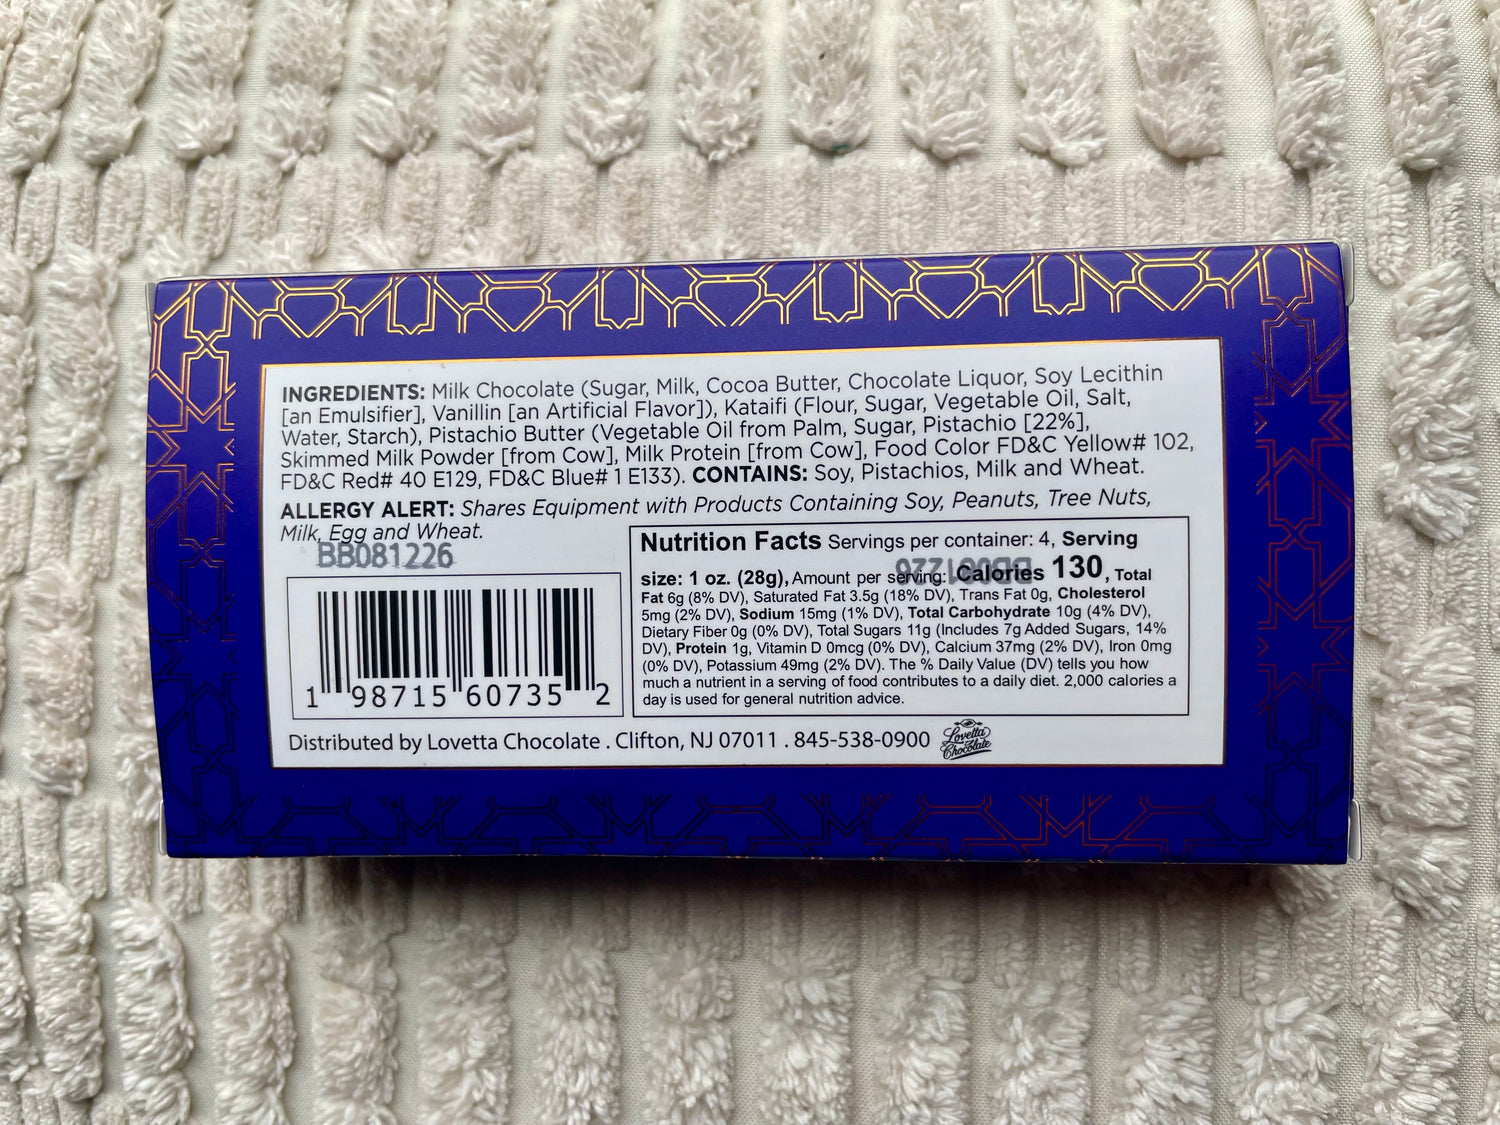 INGREDIENTS: Milk Chocolate (Sugar, Milk, Cocoa Butter, Chocolate Liquor, Soy Lecithin
[an Emulsifier], Vanillin [an Artificial Flavor]), Kataifi (Flour, Sugar, Vegetable Oil, Salt,
Water, Starch), Pistachio Butter (Vegetable Oil from Palm, Sugar, Pistachio [22%],
Skimmed Milk Powder [from Cow], Milk Protein [from Cow], Food Color FD&C Yellow# 102,
FD&C Red# 40 E129, FD&C Blue# 1 E133). CONTAINS: Soy, Pistachios, Milk and Wheat.
ALLERGY ALERT: Shares Equipment with Products Containing Soy, Peanuts, Tree Nuts,
Milk, Egg and Wheat.
BB081226
1 98715 60735 2
Nutrition Facts Servings per container: 4, Serving
size: 1 oz. (28g), Amount per serving: Calories 130, Total
BB081226
Fat 6g (8% DV), Saturated Fat 3.5g (18% DV), Trans Fat 0g, Cholesterol
5mg (2% DV), Sodium 15mg (1% DV), Total Carbohydrate 10g (4% DV),
Dietary Fiber 0g (0% DV), Total Sugars 11g (Includes 7g Added Sugars, 14%
DV), Protein 1g, Vitamin D 0mcg (0% DV), Calcium 37mg (2% DV), Iron 0mg
(0% DV), Potassium 49mg (2% DV). The % Daily Value (DV) tells you how
much a nutrient in a serving of food contributes to a daily diet. 2,000 calories a
day is used for general nutrition advice.
Distributed by Lovetta Chocolate . Clifton, NJ 07011 . 845-538-0900
Lovetta
Chocolate